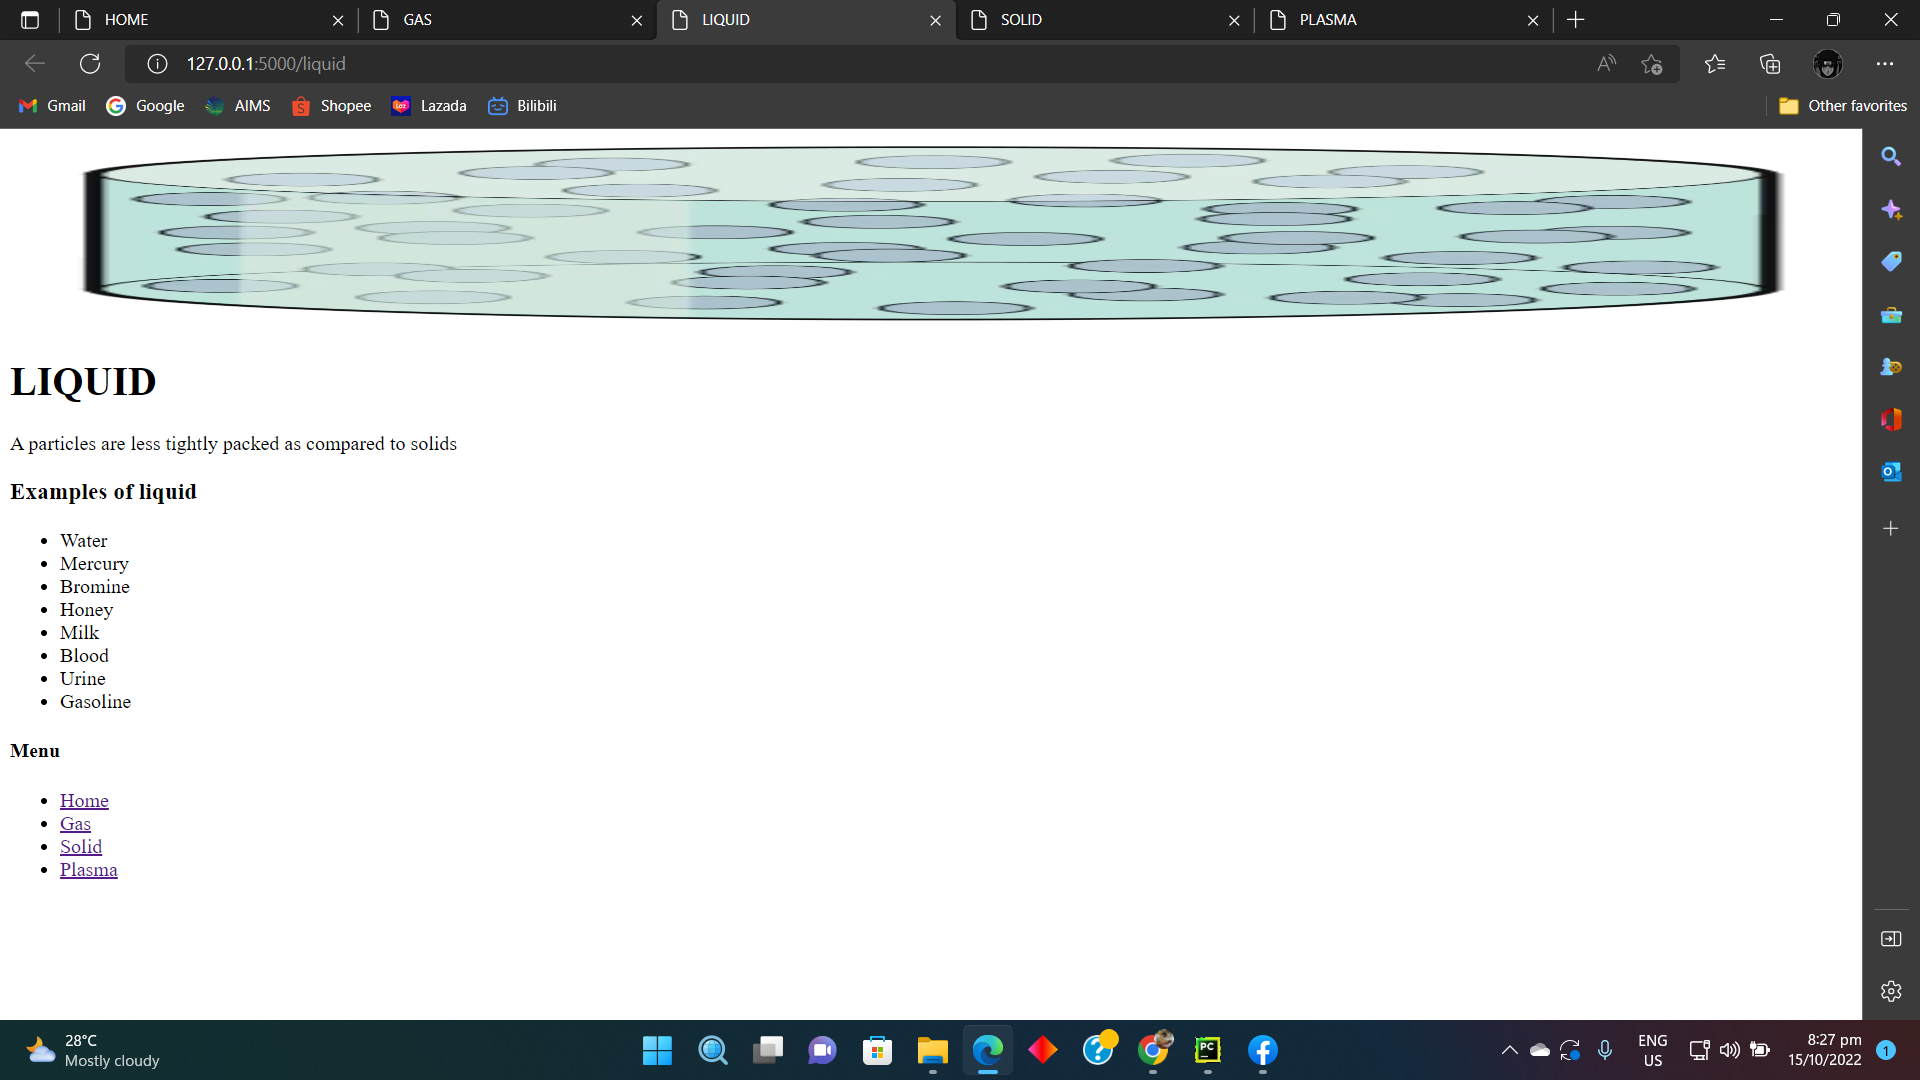 HOME
GAS
LIQUID
SOLID
PLASMA
127.0.0.1:5000/liquid
Gmail
Google
AIMS
Shopee
Lazada
Bilibili
Other favorites
LIQUID
A particles are less tightly packed as compared to solids
Examples of liquid
Water
Mercury
Bromine
Honey
Milk
Blood
Urine
Gasoline
Menu
Home
Gas
Solid
Plasma
28°C
Mostly cloudy
PC
ENG
US
8:27 pm
15/10/2022
1